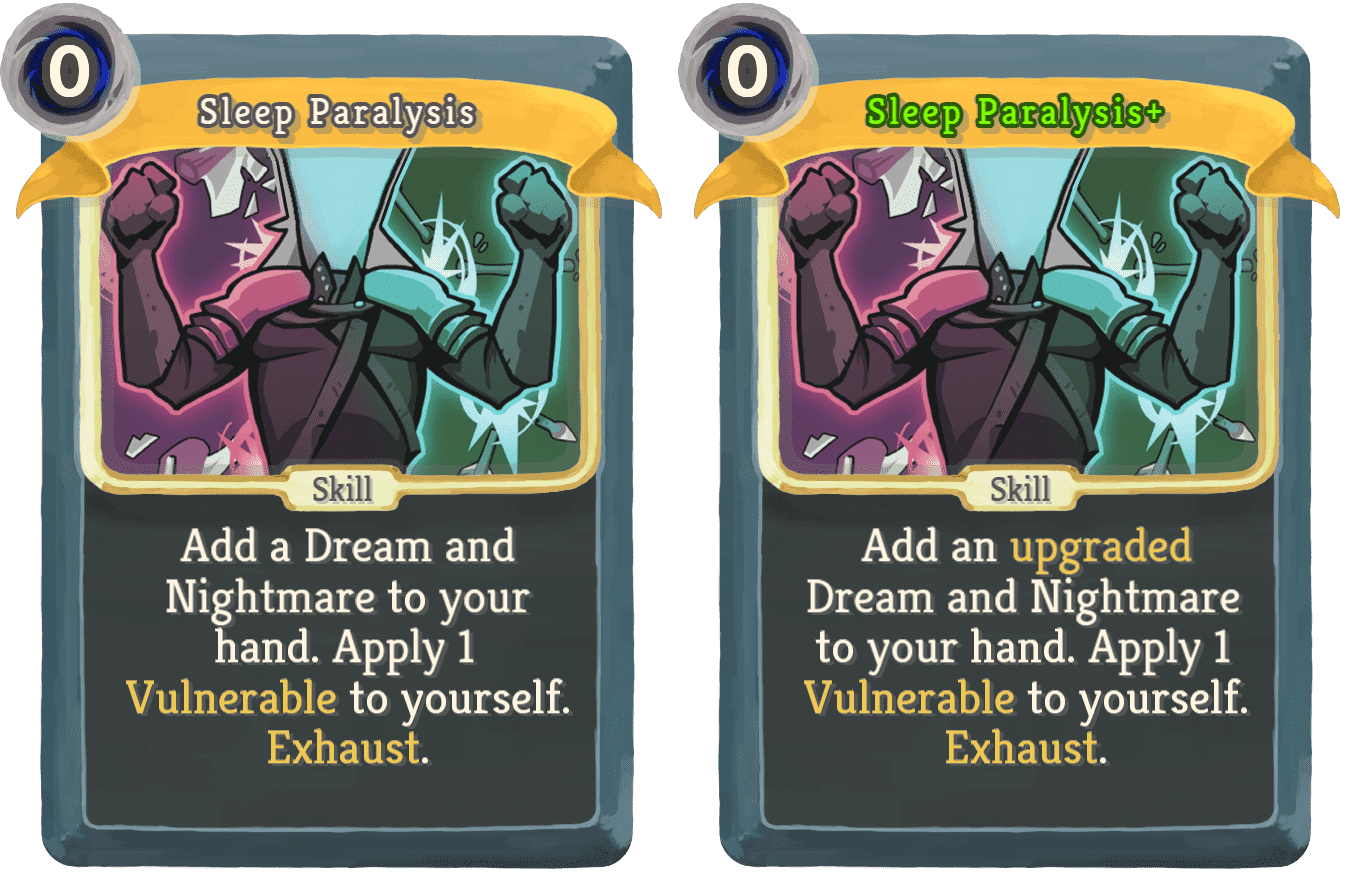 0
Sleep Paralysis
Skill
Add a Dream and
Nightmare to your
hand. Apply 1
Vulnerable to yourself.
Exhaust.
0
Sleep Paralysis+
Skill
Add an upgraded
Dream and Nightmare
to your hand. Apply 1
Vulnerable to yourself.
Exhaust.